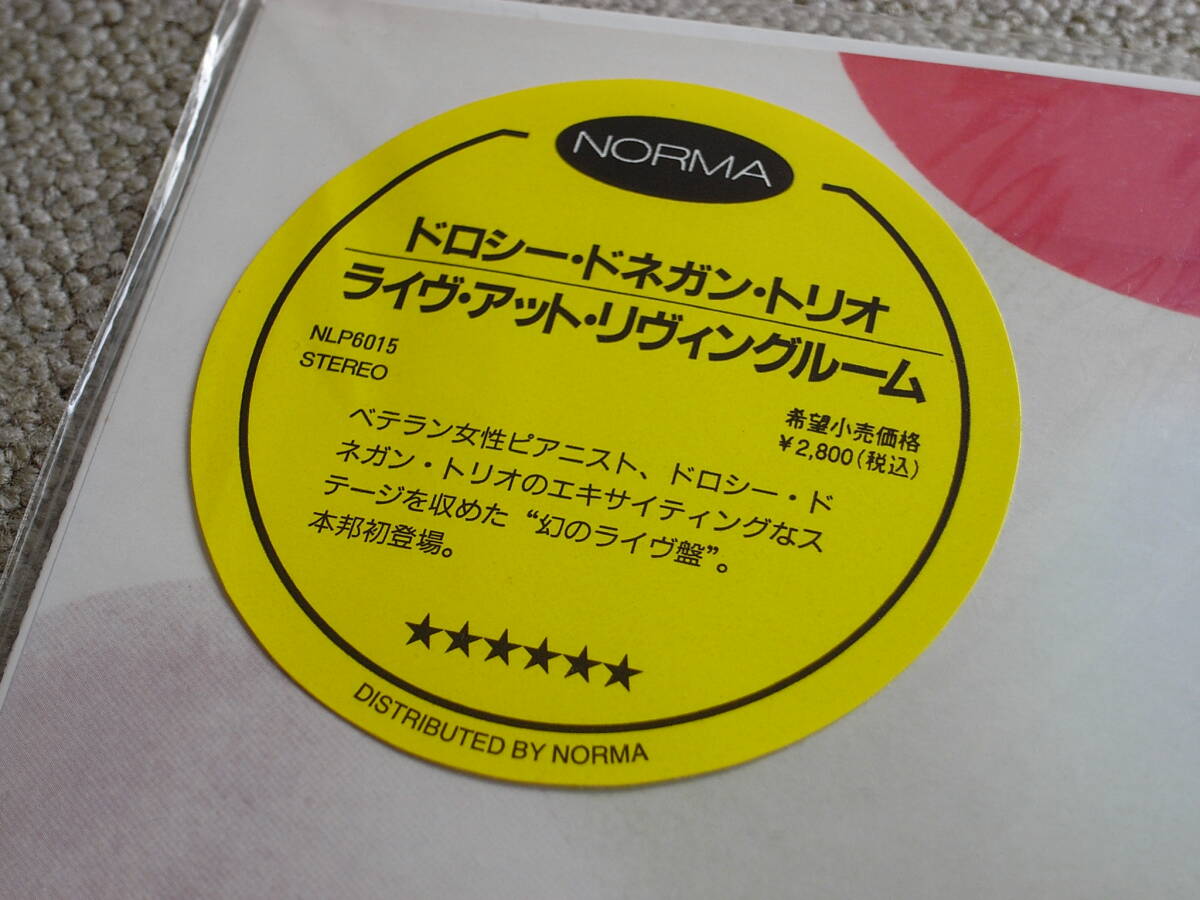 NORMA
ドロシー・ドネガン・トリオ
ライヴ・アット・リヴィングルーム
NLP6015
STEREO
希望小売価格
¥2,800(税込)
ベテラン女性ピアニスト、ドロシー・ド
ネガン・トリオのエキサイティングなス
テージを収めた“幻のライヴ盤”。
本邦初登場。
★★★★★★
DISTRIBUTED BY NORMA